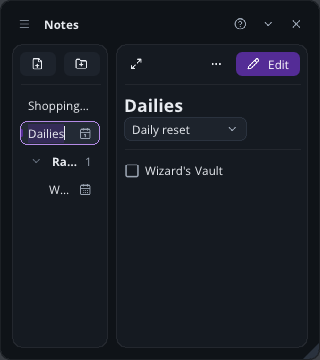 Notes
Edit
Shopping...
Dailies
Ra... 1
W...
Dailies
Daily reset
Wizard's Vault